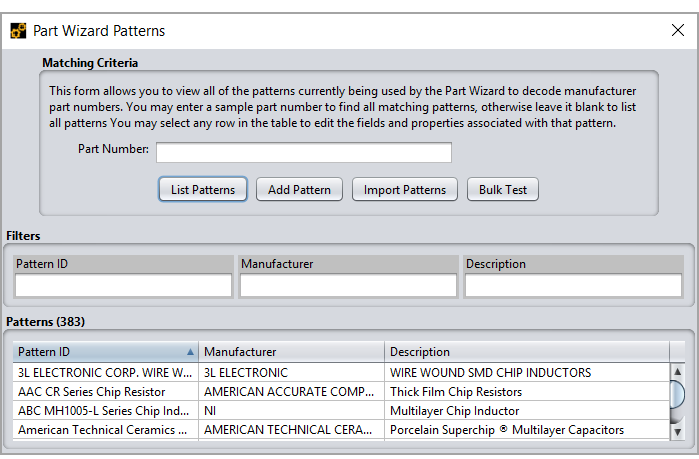 Part Wizard Patterns
Matching Criteria
This form allows you to view all of the patterns currently being used by the Part Wizard to decode manufacturer
part numbers. You may enter a sample part number to find all matching patterns, otherwise leave it blank to list
all patterns You may select any row in the table to edit the fields and properties associated with that pattern.
Part Number:
List Patterns Add Pattern Import Patterns Bulk Test
Filters
Pattern ID Manufacturer Description
Patterns (383)
Pattern ID Manufacturer Description
3L ELECTRONIC CORP. WIRE W... 3L ELECTRONIC WIRE WOUND SMD CHIP INDUCTORS
AAC CR Series Chip Resistor AMERICAN ACCURATE COMP... Thick Film Chip Resistors
ABC MH1005-L Series Chip Ind... NI Multilayer Chip Inductor
American Technical Ceramics ... AMERICAN TECHNICAL CERA... Porcelain Superchip ® Multilayer Capacitors